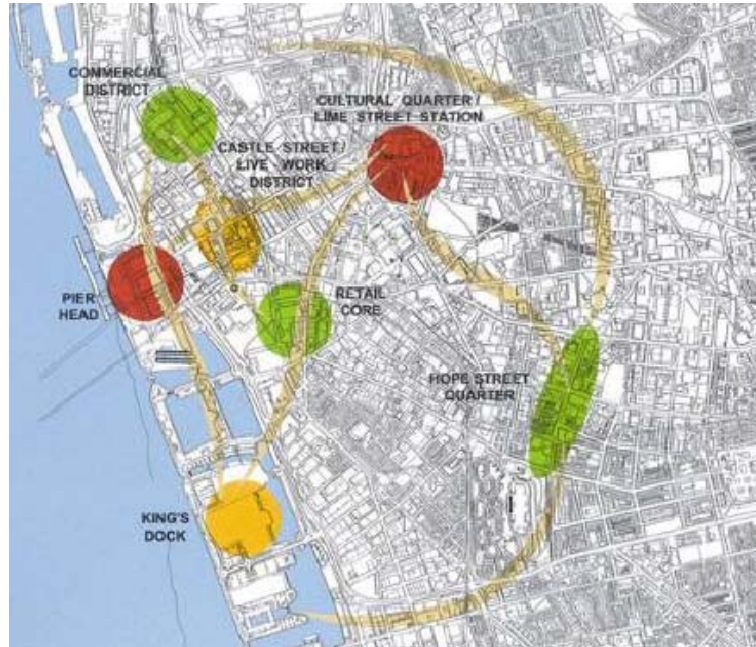 COMMERCIAL
DISTRICT
CULTURAL QUARTER /
LIME STREET STATION
CASTLE STREET /
LIVE - WORK
DISTRICT
PIER
HEAD
RETAIL
CORE
HOPE STREET
QUARTER
KING'S
DOCK